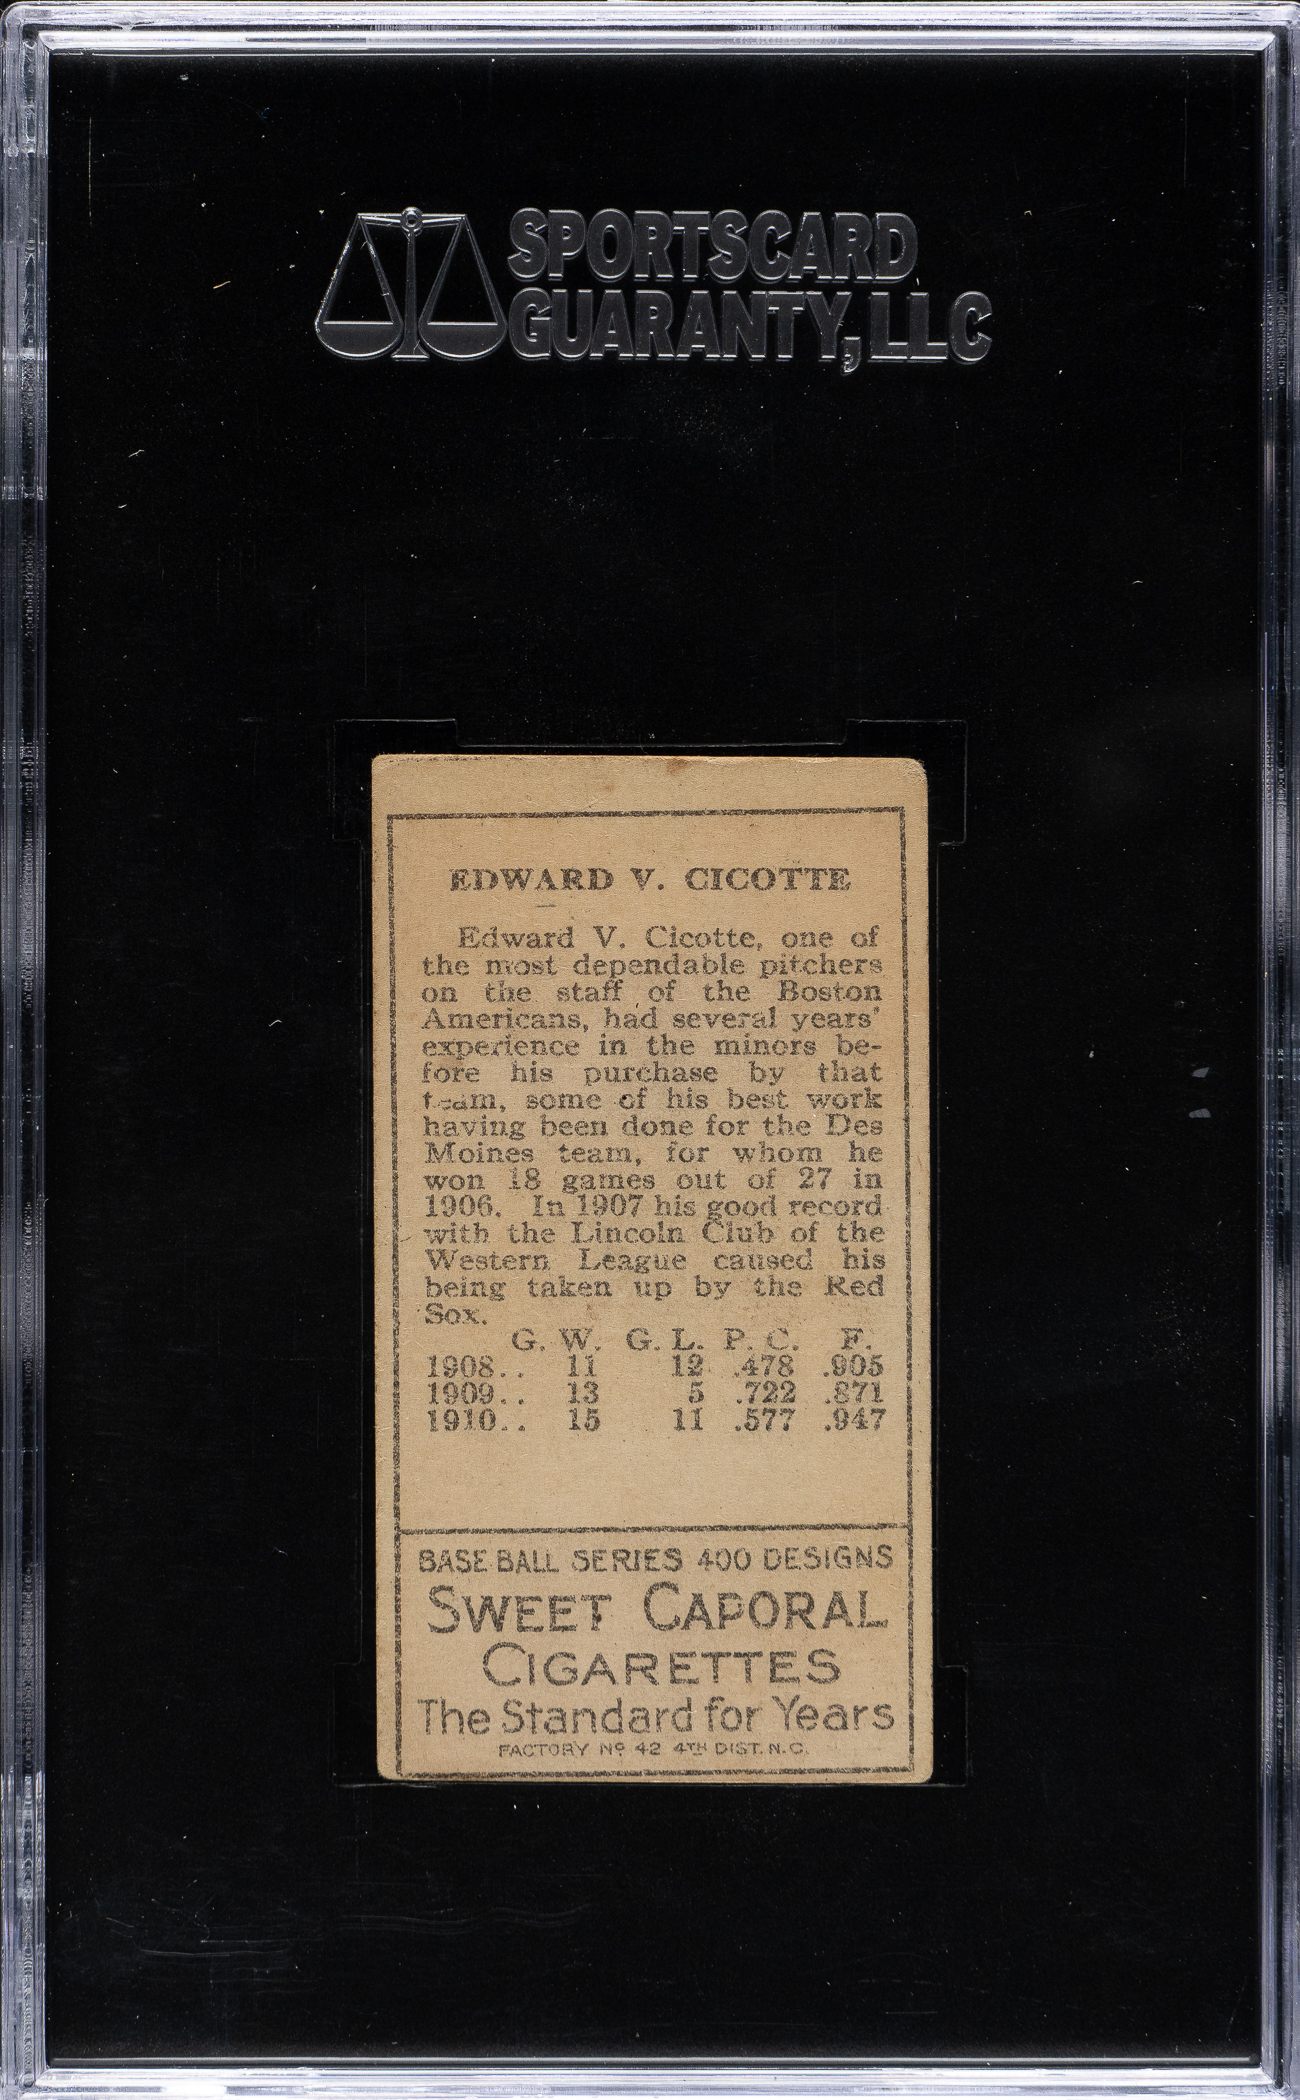 SPORTSCARD
GUARANTY, LLC
EDWARD V. CICOTTE
Edward V. Cicotte, one of
the most dependable pitchers
on the staff of the Boston
Americans, had several years'
experience in the minors be-
fore his purchase by that
team, some of his best work
having been done for the Des
Moines team, for whom he
won 18 games out of 27 in
1906. In 1907 his good record
with the Lincoln Club of the
Western League caused his
being taken up by the Red
Sox.
G. W. G. L. P. C. F.
1908.. 11 12 .478 .905
1909.. 13 5 .722 .871
1910.. 15 11 .577 .947
BASE BALL SERIES 400 DESIGNS
SWEET CAPORAL
CIGARETTES
The Standard for Years
FACTORY Nº 42 4TH DIST. N.C.